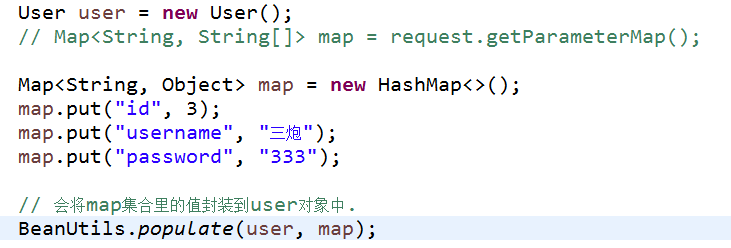 User user = new User();
// Map<String, String[]> map = request.getParameterMap();
Map<String, Object> map = new HashMap<>();
map.put("id", 3);
map.put("username", "三炮");
map.put("password", "333");
// 会将map集合里的值封装到user对象中.
BeanUtils.populate(user, map);